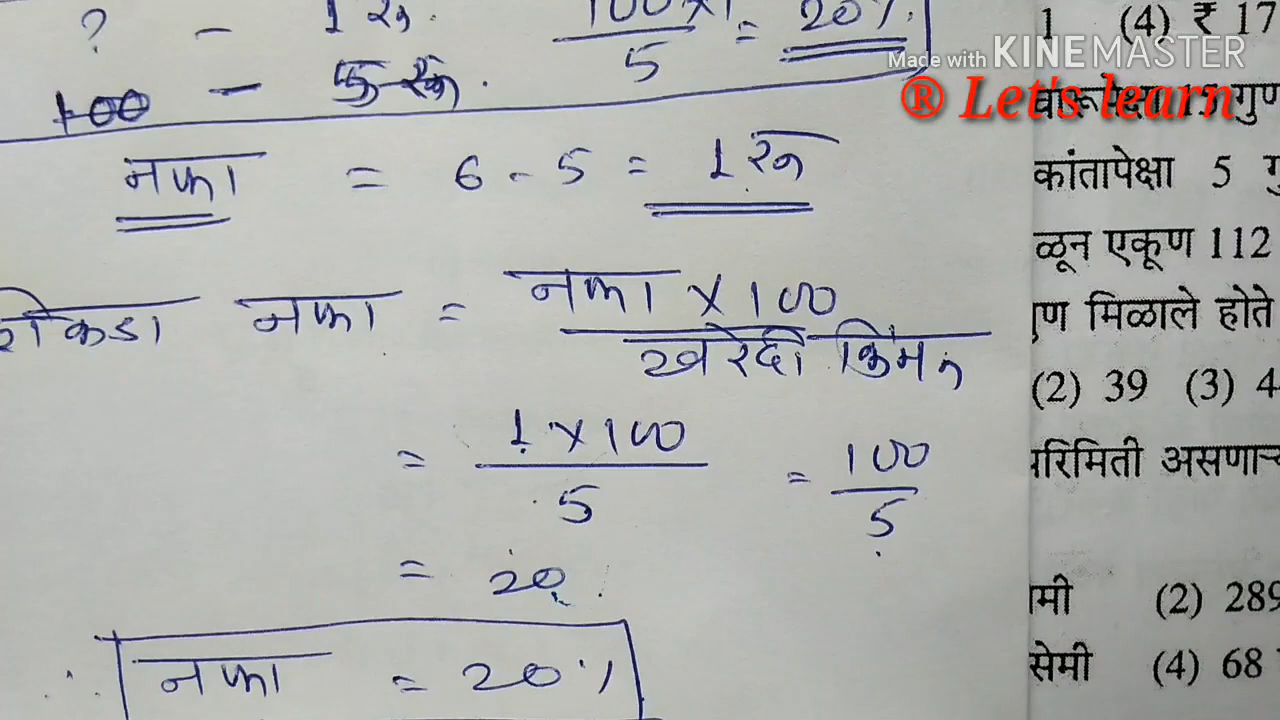 ? - 1 रु. 100×1 = 20%.
5
100 -
नफा = 6 - 5 = 1 रु
शेकडा नफा = नफा × 100
खरेदी किंमत
= 1 × 100 = 100
5 5
= 20
∴ नफा = 20%
1 (4) ₹ 17
Made with KINEMASTER
® Let's learn
कांतापेक्षा 5
ळून एकूण 112
गुण मिळाले होते
(2) 39 (3) 4
परिमिती
मी (2) 289
सेमी (4) 68